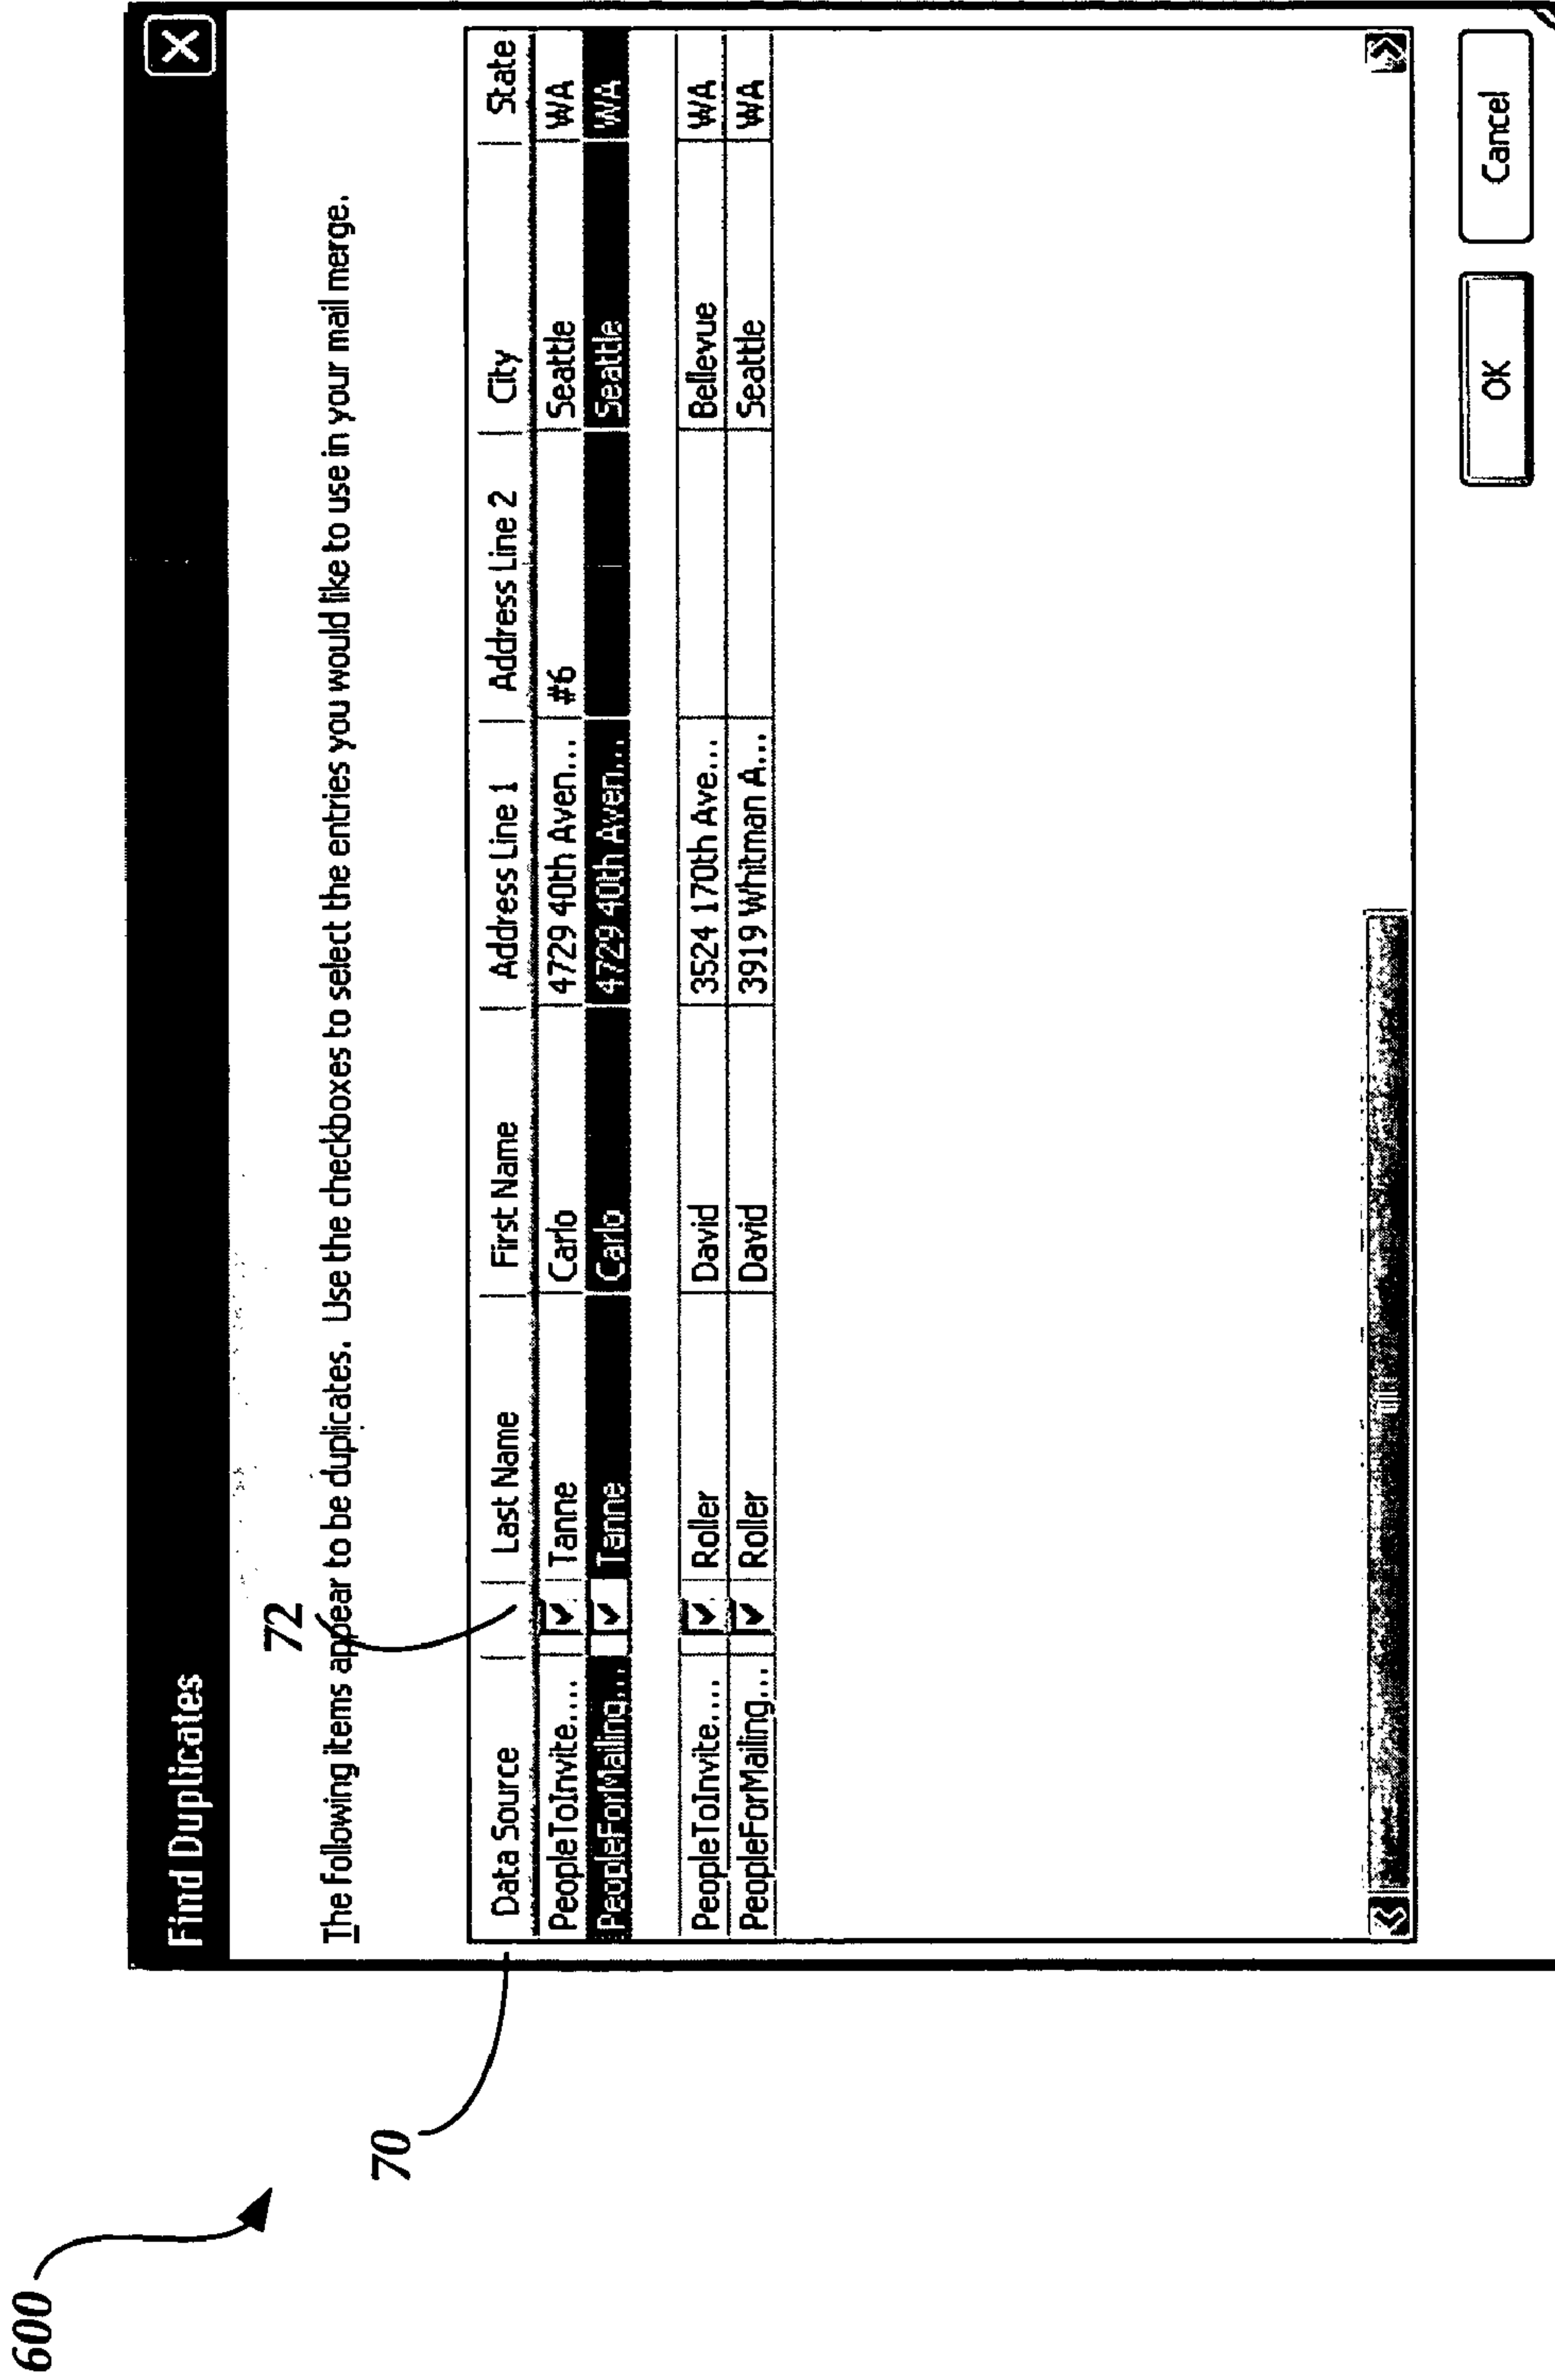 600
70
72
Find Duplicates
The following items appear to be duplicates. Use the checkboxes to select the entries you would like to use in your mail merge.
Data Source Last Name First Name Address Line 1 Address Line 2 City State
PeopleToInvite.... Tanne Carlo 4729 40th Aven... #6 Seattle WA
PeopleForMailing... Tanne Carlo 4729 40th Aven... Seattle WA
PeopleToInvite.... Roller David 3524 170th Ave... Bellevue WA
PeopleForMailing... Roller David 3919 Whitman A... Seattle WA
OK Cancel